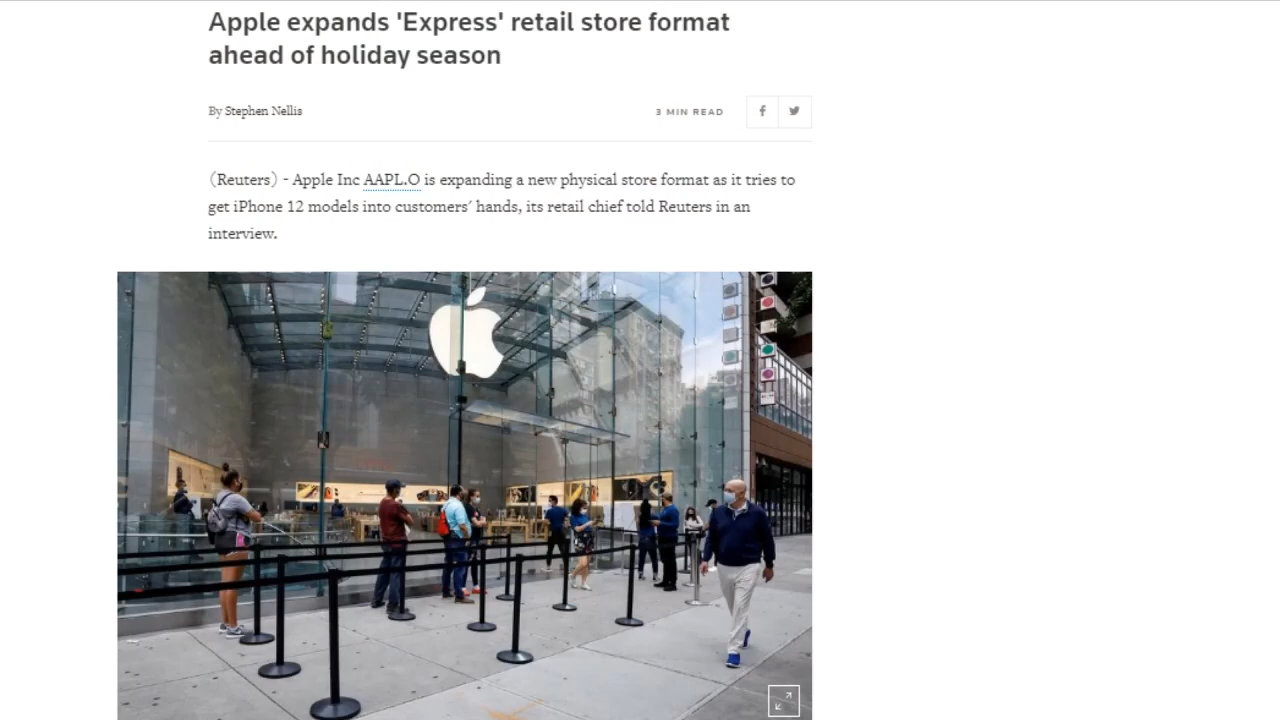 Apple expands 'Express' retail store format
ahead of holiday season
By Stephen Nellis
3 MIN READ
(Reuters) - Apple Inc AAPL.O is expanding a new physical store format as it tries to
get iPhone 12 models into customers' hands, its retail chief told Reuters in an
interview.